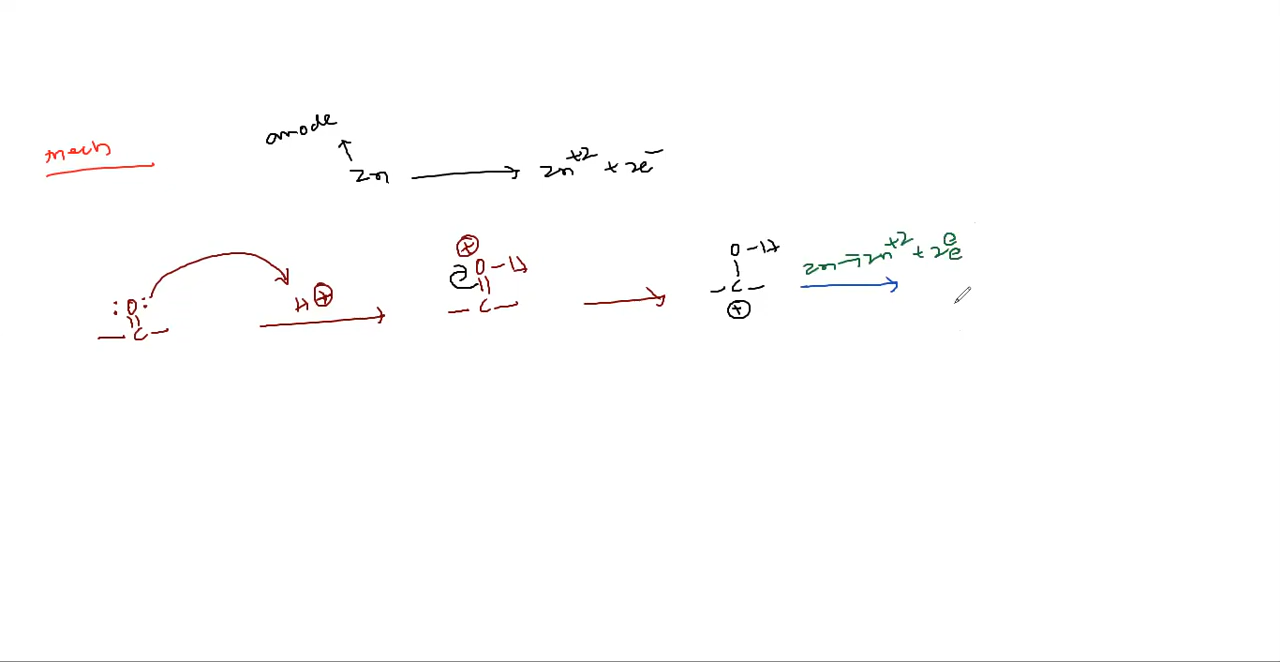 anode
mech
Zn → Zn+2 + 2e-
⊕
O-H
O-H
Zn → Zn+2 + 2e⊖
:O: H⊕ || || | -C- ⊕
-C- -C-